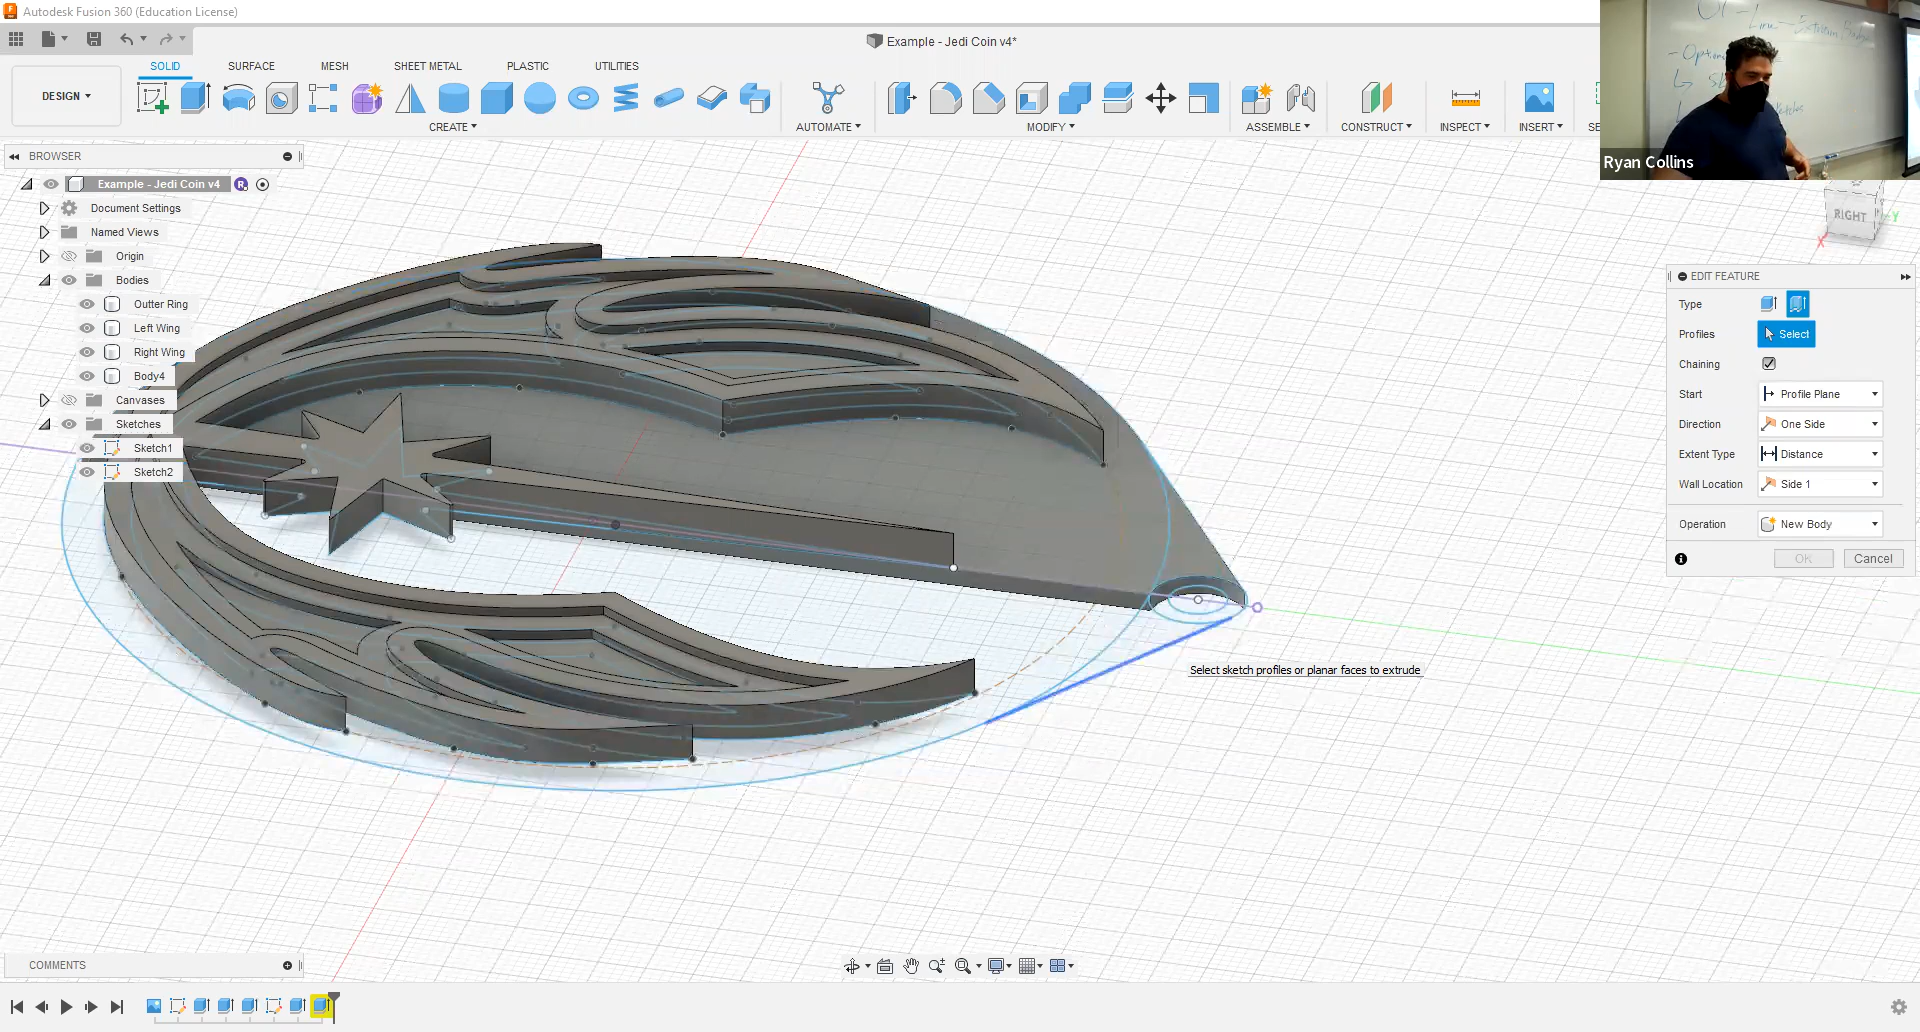 Autodesk Fusion 360 (Education License)
Example - Jedi Coin v4*
SOLID SURFACE MESH SHEET METAL PLASTIC UTILITIES
DESIGN
CREATE AUTOMATE MODIFY ASSEMBLE CONSTRUCT INSPECT INSERT SE
- Option
Ryan Collins
BROWSER
Example - Jedi Coin v4
R
Document Settings
Named Views
Origin
Bodies
Outter Ring
Left Wing
Right Wing
Body4
Canvases
Sketches
Sketch1
Sketch2
RIGHT
Y
X
EDIT FEATURE
Type
Profiles Select
Chaining
Start Profile Plane
Direction One Side
Extent Type Distance
Wall Location Side 1
Operation New Body
OK Cancel
Select sketch profiles or planar faces to extrude
COMMENTS